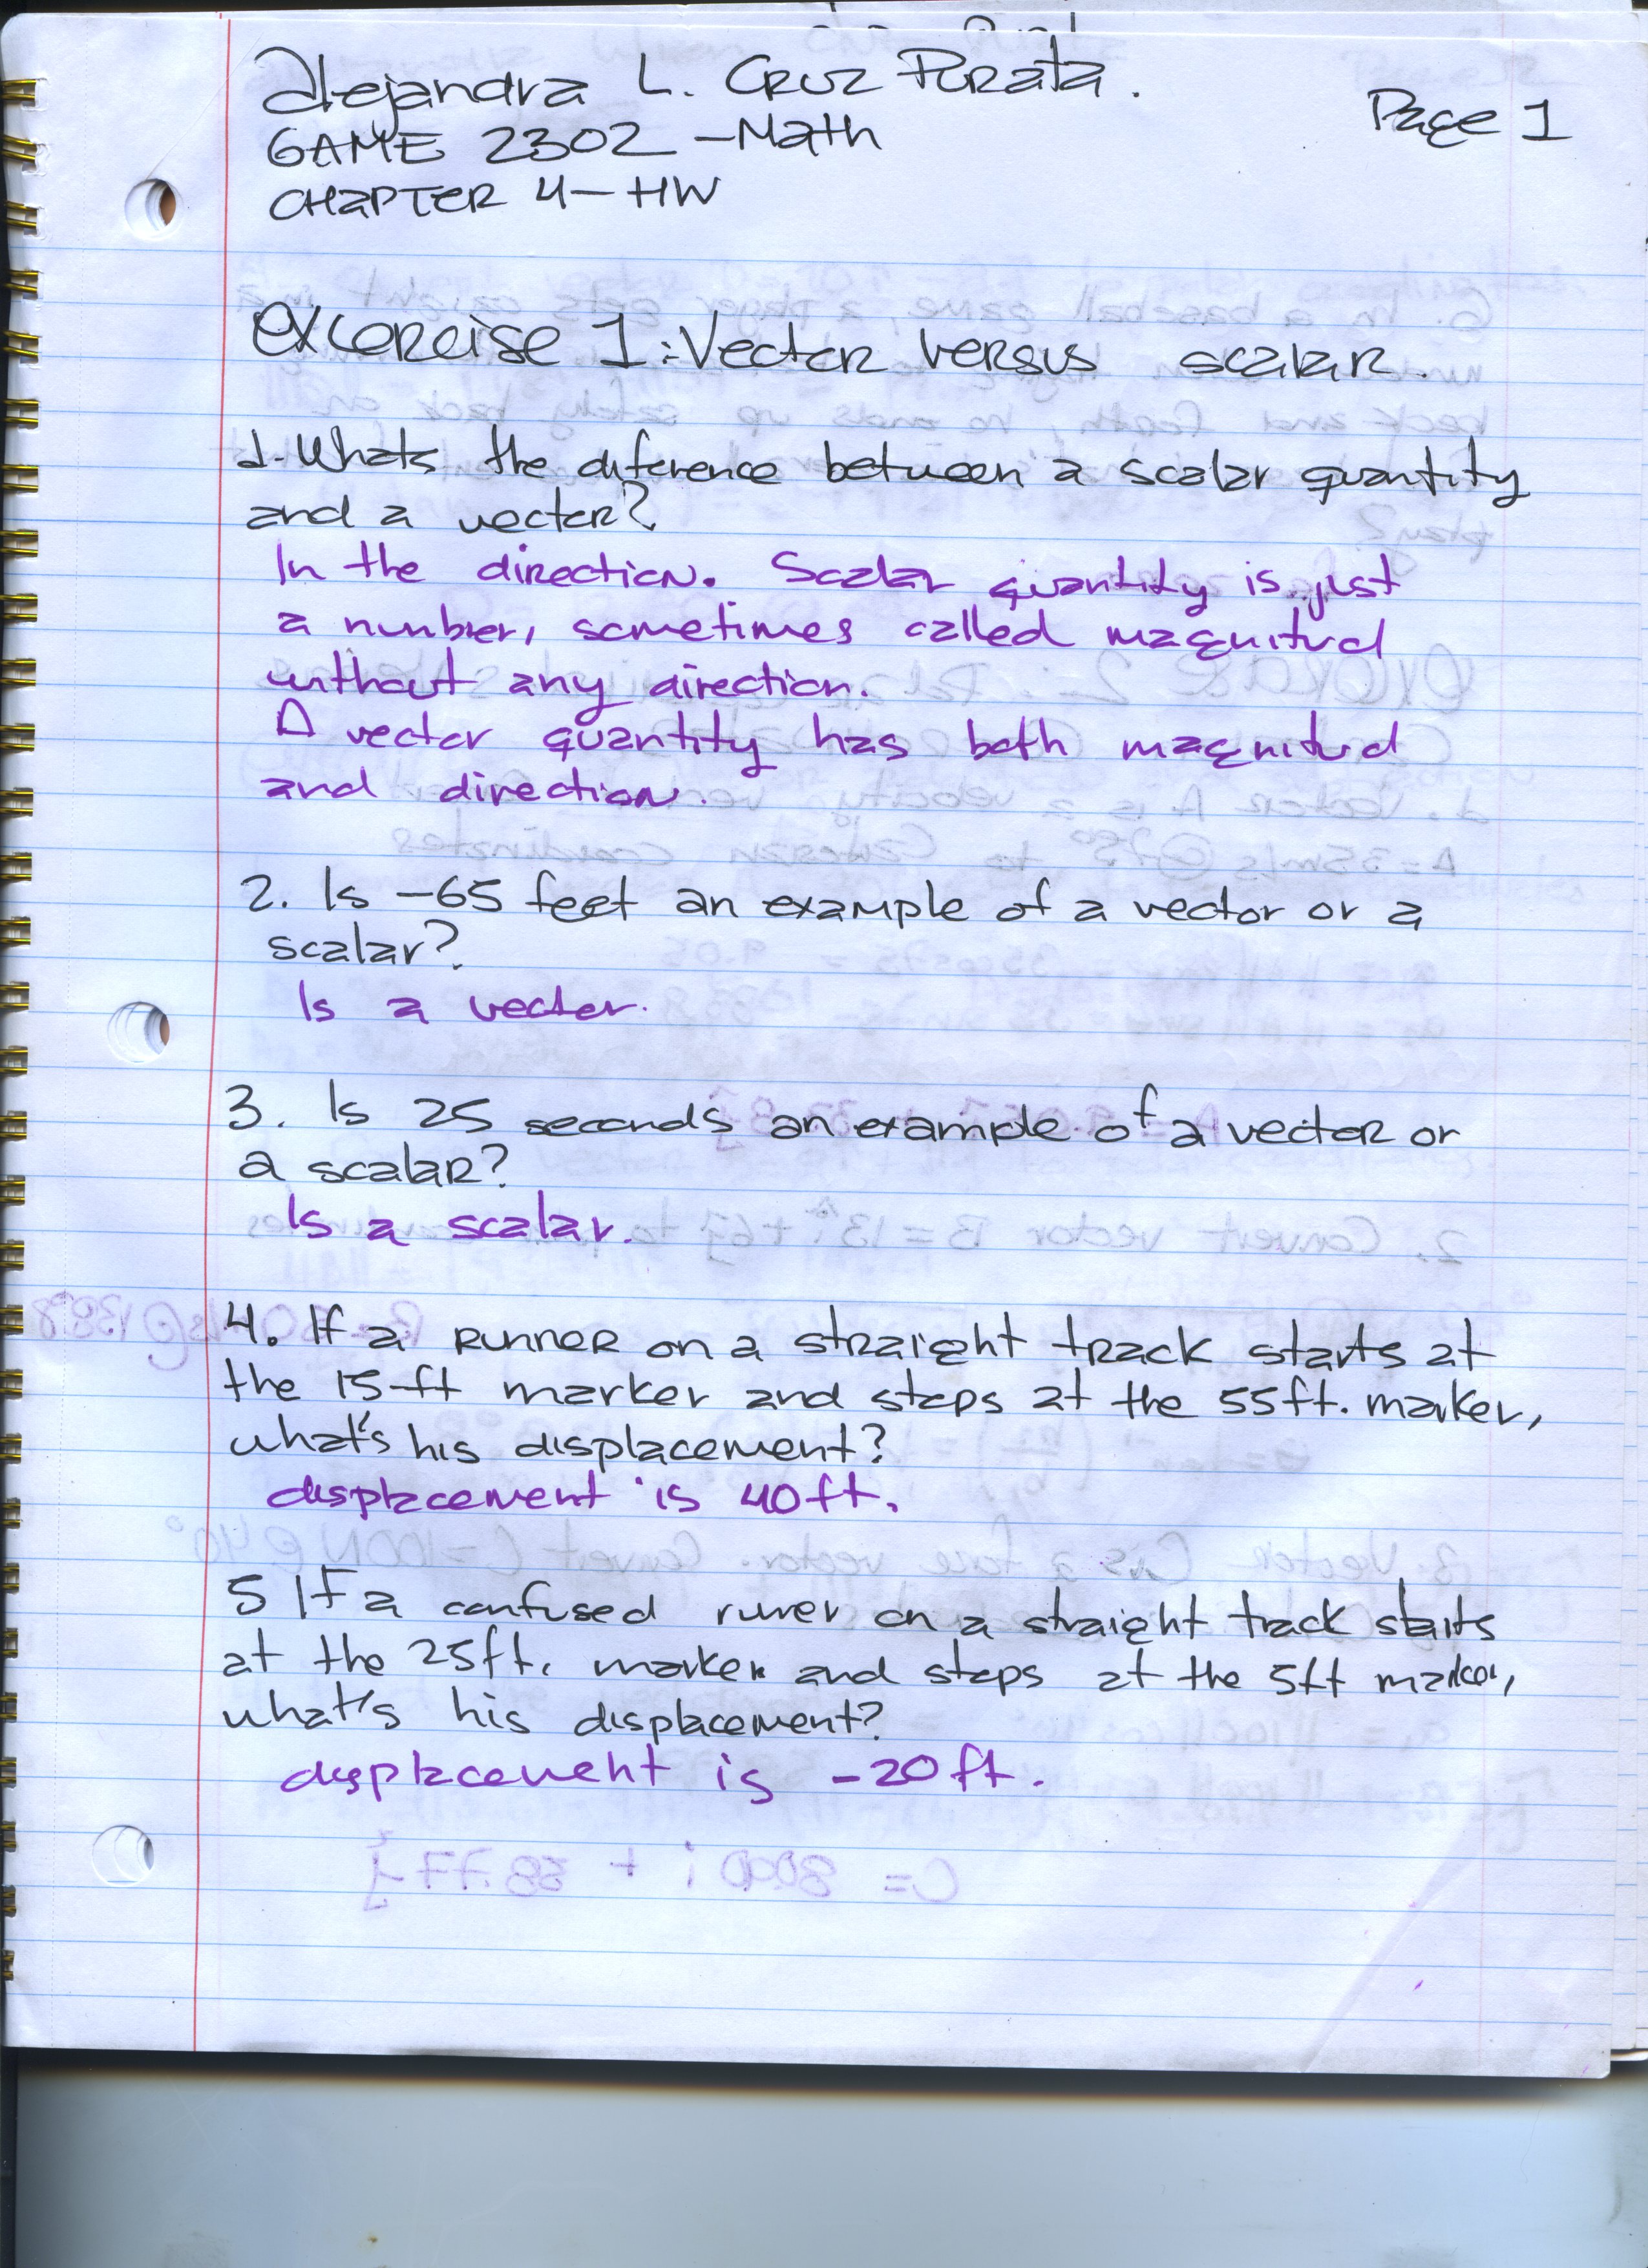 Alejandra L. Cruz Porata.
Page 1
GAME 2302 - Math
CHAPTER 4 - HW
Excercise 1: Vector versus scalar.
1. Whats the diference between a scalar quantity
and a vector?
In the direction. Scalar quantity is just
a number, sometimes called magnitud
without any direction.
A vector quantity has both magnitud
and direction.
2. Is -65 feet an example of a vector or a
scalar?
Is a vector.
3. Is 25 seconds an example of a vector or
a scalar?
Is a scalar.
4. If a runner on a straight track starts at
the 15-ft marker and stops at the 55ft. marker,
what's his displacement?
displacement is 40ft.
5 If a confused runer on a straight track starts
at the 25ft. marker and stops at the 5ft marker,
what's his displacement?
displacement is -20ft.